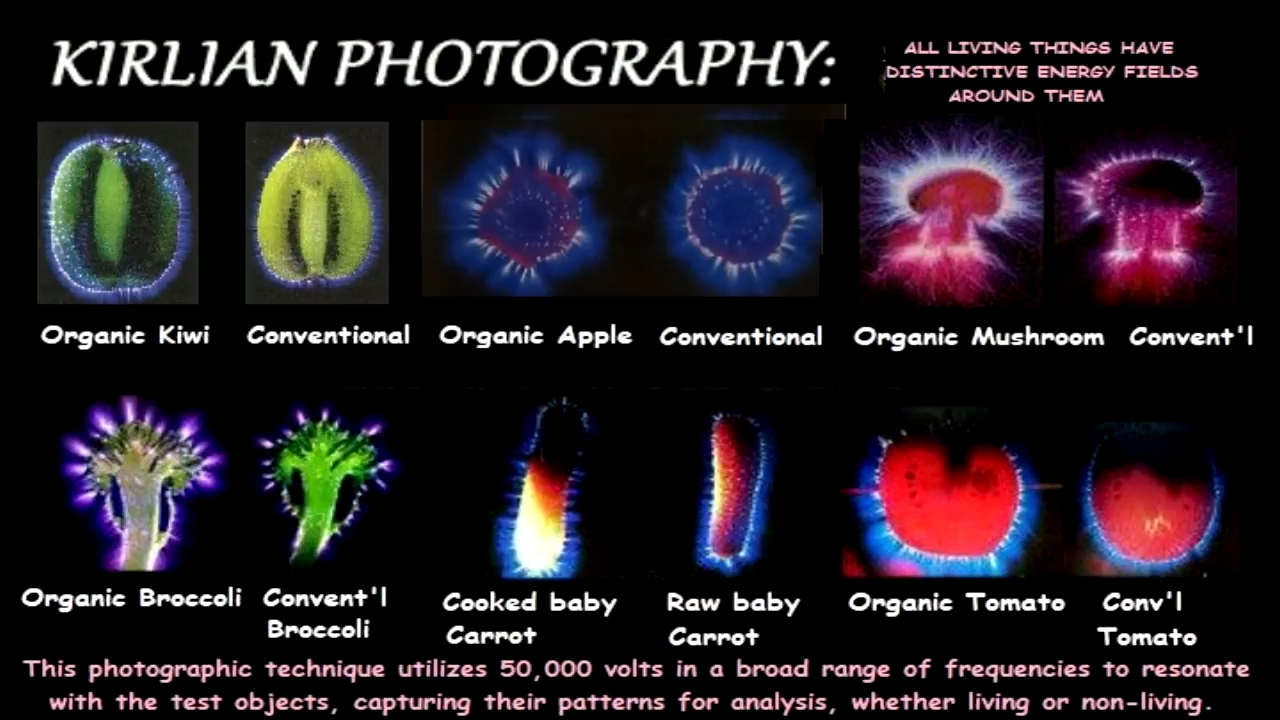 KIRLIAN PHOTOGRAPHY:
ALL LIVING THINGS HAVE
DISTINCTIVE ENERGY FIELDS
AROUND THEM
Organic Kiwi
Conventional
Organic Apple
Conventional
Organic Mushroom
Convent'l
Organic Broccoli
Convent'l
Broccoli
Cooked baby
Carrot
Raw baby
Carrot
Organic Tomato
Conv'l
Tomato
This photographic technique utilizes 50,000 volts in a broad range of frequencies to resonate
with the test objects, capturing their patterns for analysis, whether living or non-living.